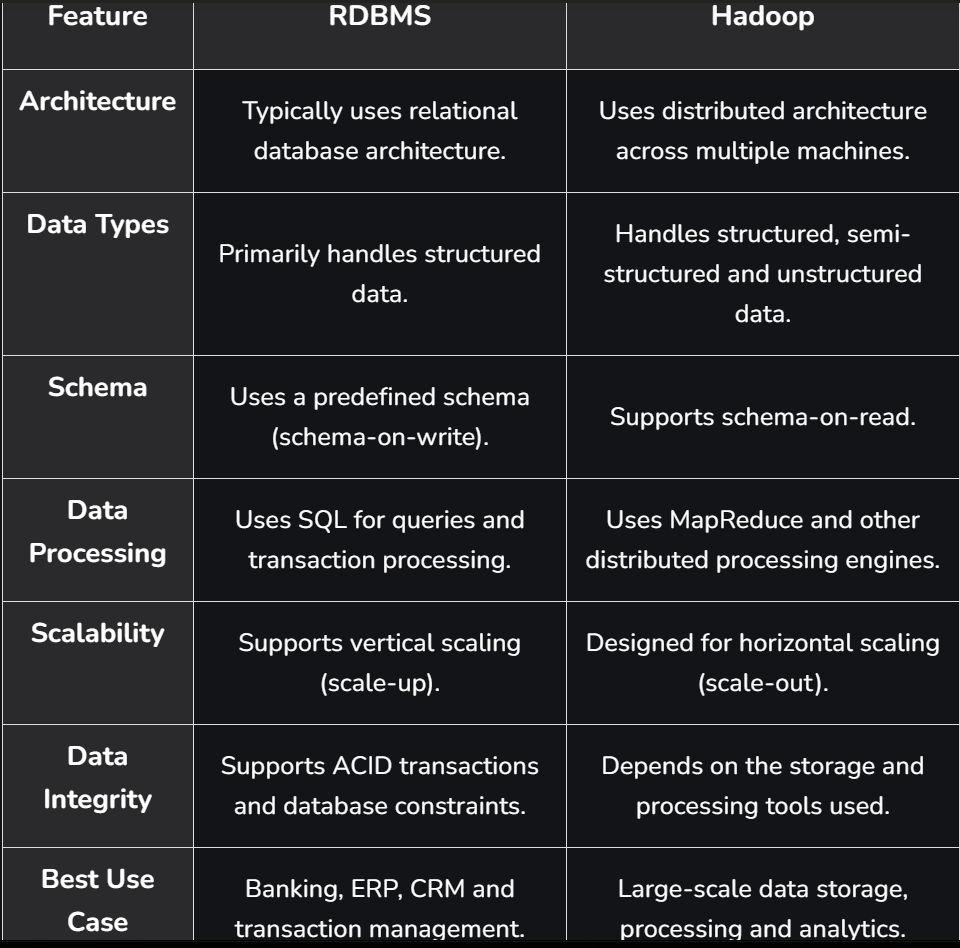 Feature
RDBMS
Hadoop
Architecture
Typically uses relational
database architecture.
Uses distributed architecture
across multiple machines.
Data Types
Primarily handles structured
data.
Handles structured, semi-
structured and unstructured
data.
Schema
Uses a predefined schema
(schema-on-write).
Supports schema-on-read.
Data
Processing
Uses SQL for queries and
transaction processing.
Uses MapReduce and other
distributed processing engines.
Scalability
Supports vertical scaling
(scale-up).
Designed for horizontal scaling
(scale-out).
Data
Integrity
Supports ACID transactions
and database constraints.
Depends on the storage and
processing tools used.
Best Use
Case
Banking, ERP, CRM and
transaction management.
Large-scale data storage,
processing and analytics.